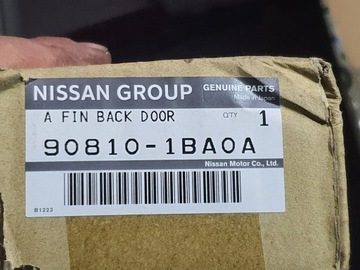 NISSAN GROUP GENUINE PARTS
Made in Japan
A FIN BACK DOOR QTY 1
90810-1BA0A
Nissan Motor Co., Ltd.
B1223